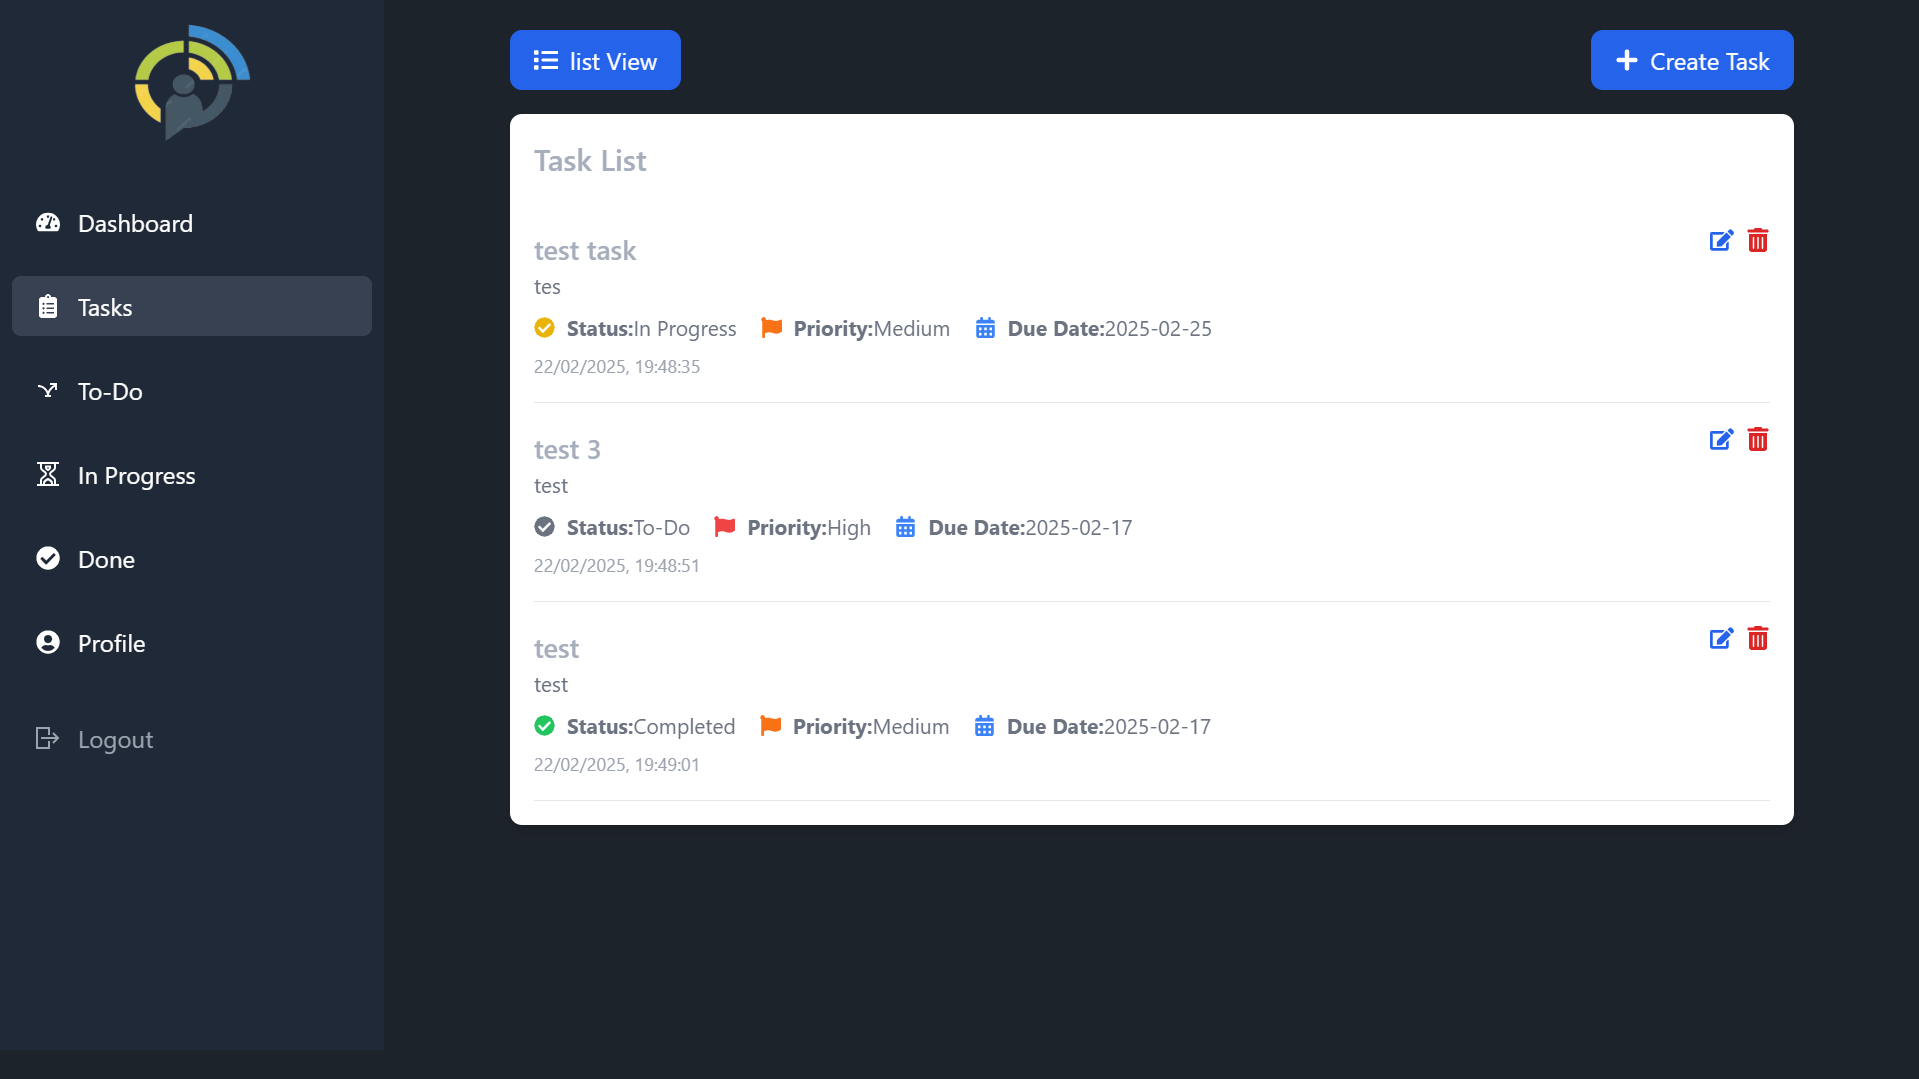 Dashboard
Tasks
To-Do
In Progress
Done
Profile
Logout
list View
Create Task
Task List
test task
tes
Status:In Progress Priority:Medium Due Date:2025-02-25
22/02/2025, 19:48:35
test 3
test
Status:To-Do Priority:High Due Date:2025-02-17
22/02/2025, 19:48:51
test
test
Status:Completed Priority:Medium Due Date:2025-02-17
22/02/2025, 19:49:01